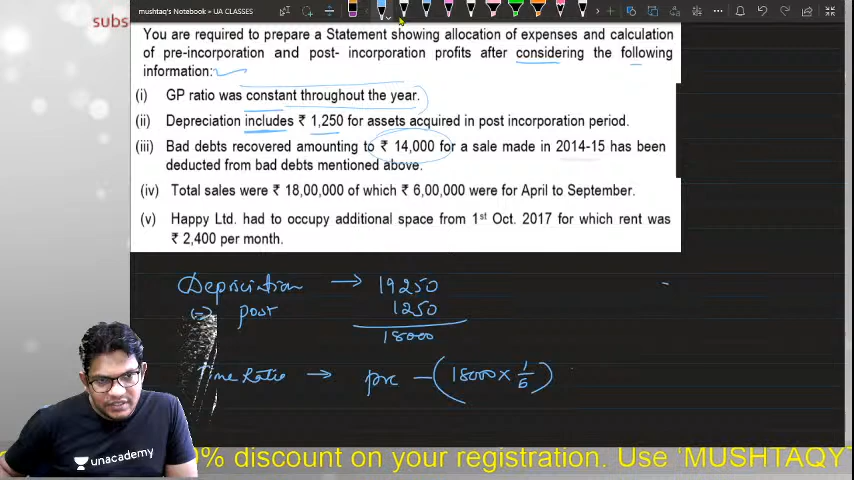 mushtaq's Notebook » UA CLASSES
subs
You are required to prepare a Statement showing allocation of expenses and calculation
of pre-incorporation and post- incorporation profits after considering the following
information:
(i) GP ratio was constant throughout the year.
(ii) Depreciation includes ₹ 1,250 for assets acquired in post incorporation period.
(iii) Bad debts recovered amounting to ₹ 14,000 for a sale made in 2014-15 has been
deducted from bad debts mentioned above.
(iv) Total sales were ₹ 18,00,000 of which ₹ 6,00,000 were for April to September.
(v) Happy Ltd. had to occupy additional space from 1st Oct. 2017 for which rent was
₹ 2,400 per month.
Depriciation → 19250
(-) post 1250
18000
Time Ratio → pre - (18000 × 1/6)
unacademy
0% discount on your registration. Use 'MUSHTAQY'